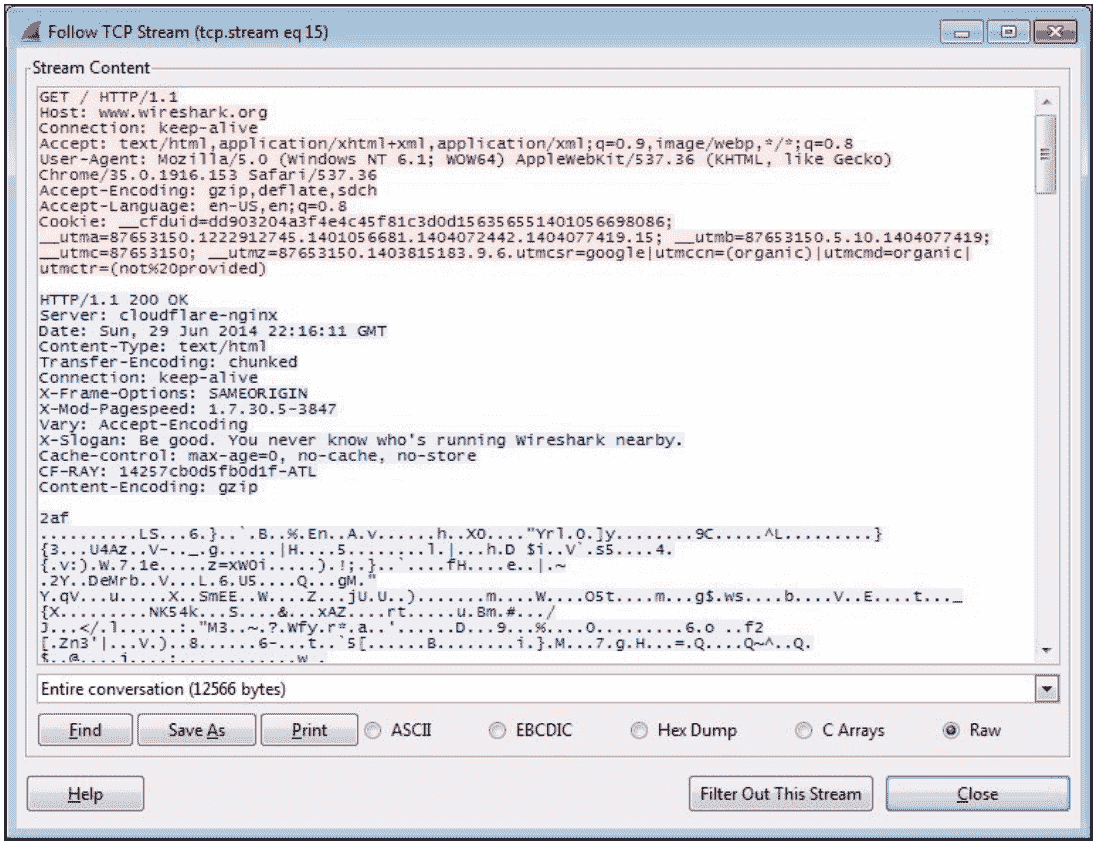 Follow TCP Stream (tcp.stream eq 15)
Stream Content
GET / HTTP/1.1
Host: www.wireshark.org
Connection: keep-alive
Accept: text/html,application/xhtml+xml,application/xml;q=0.9,image/webp,*/*;q=0.8
User-Agent: Mozilla/5.0 (Windows NT 6.1; WOW64) AppleWebKit/537.36 (KHTML, like Gecko)
Chrome/35.0.1916.153 Safari/537.36
Accept-Encoding: gzip,deflate,sdch
Accept-Language: en-US,en;q=0.8
Cookie: __cfduid=dd903204a3f4e4c45f81c3d0d1563565514010566980​86;
__utma=87653150.1222912745.1401056681.1404072442.1404077419.15; __utmb=87653150.5.10.1404077419;
__utmc=87653150; __utmz=87653150.1403815183.9.6.utmcsr=google|utmccn=(organic)|utmcmd=organic|
utmctr=(not%20provided)
HTTP/1.1 200 OK
Server: cloudflare-nginx
Date: Sun, 29 Jun 2014 22:16:11 GMT
Content-Type: text/html
Transfer-Encoding: chunked
Connection: keep-alive
X-Frame-Options: SAMEORIGIN
X-Mod-Pagespeed: 1.7.30.5-3847
Vary: Accept-Encoding
X-Slogan: Be good. You never know who's running Wireshark nearby.
Cache-control: max-age=0, no-cache, no-store
CF-RAY: 14257cb0d5fb0d1f-ATL
Content-Encoding: gzip
2af
Entire conversation (12566 bytes)
Find Save As Print ASCII EBCDIC Hex Dump C Arrays Raw
Help Filter Out This Stream Close